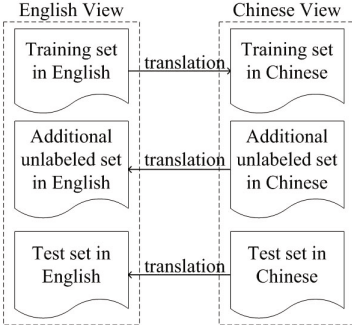 English View
Chinese View
Training set
in English
translation
Training set
in Chinese
Additional
unlabeled set
in English
translation
Additional
unlabeled set
in Chinese
Test set in
English
translation
Test set in
Chinese